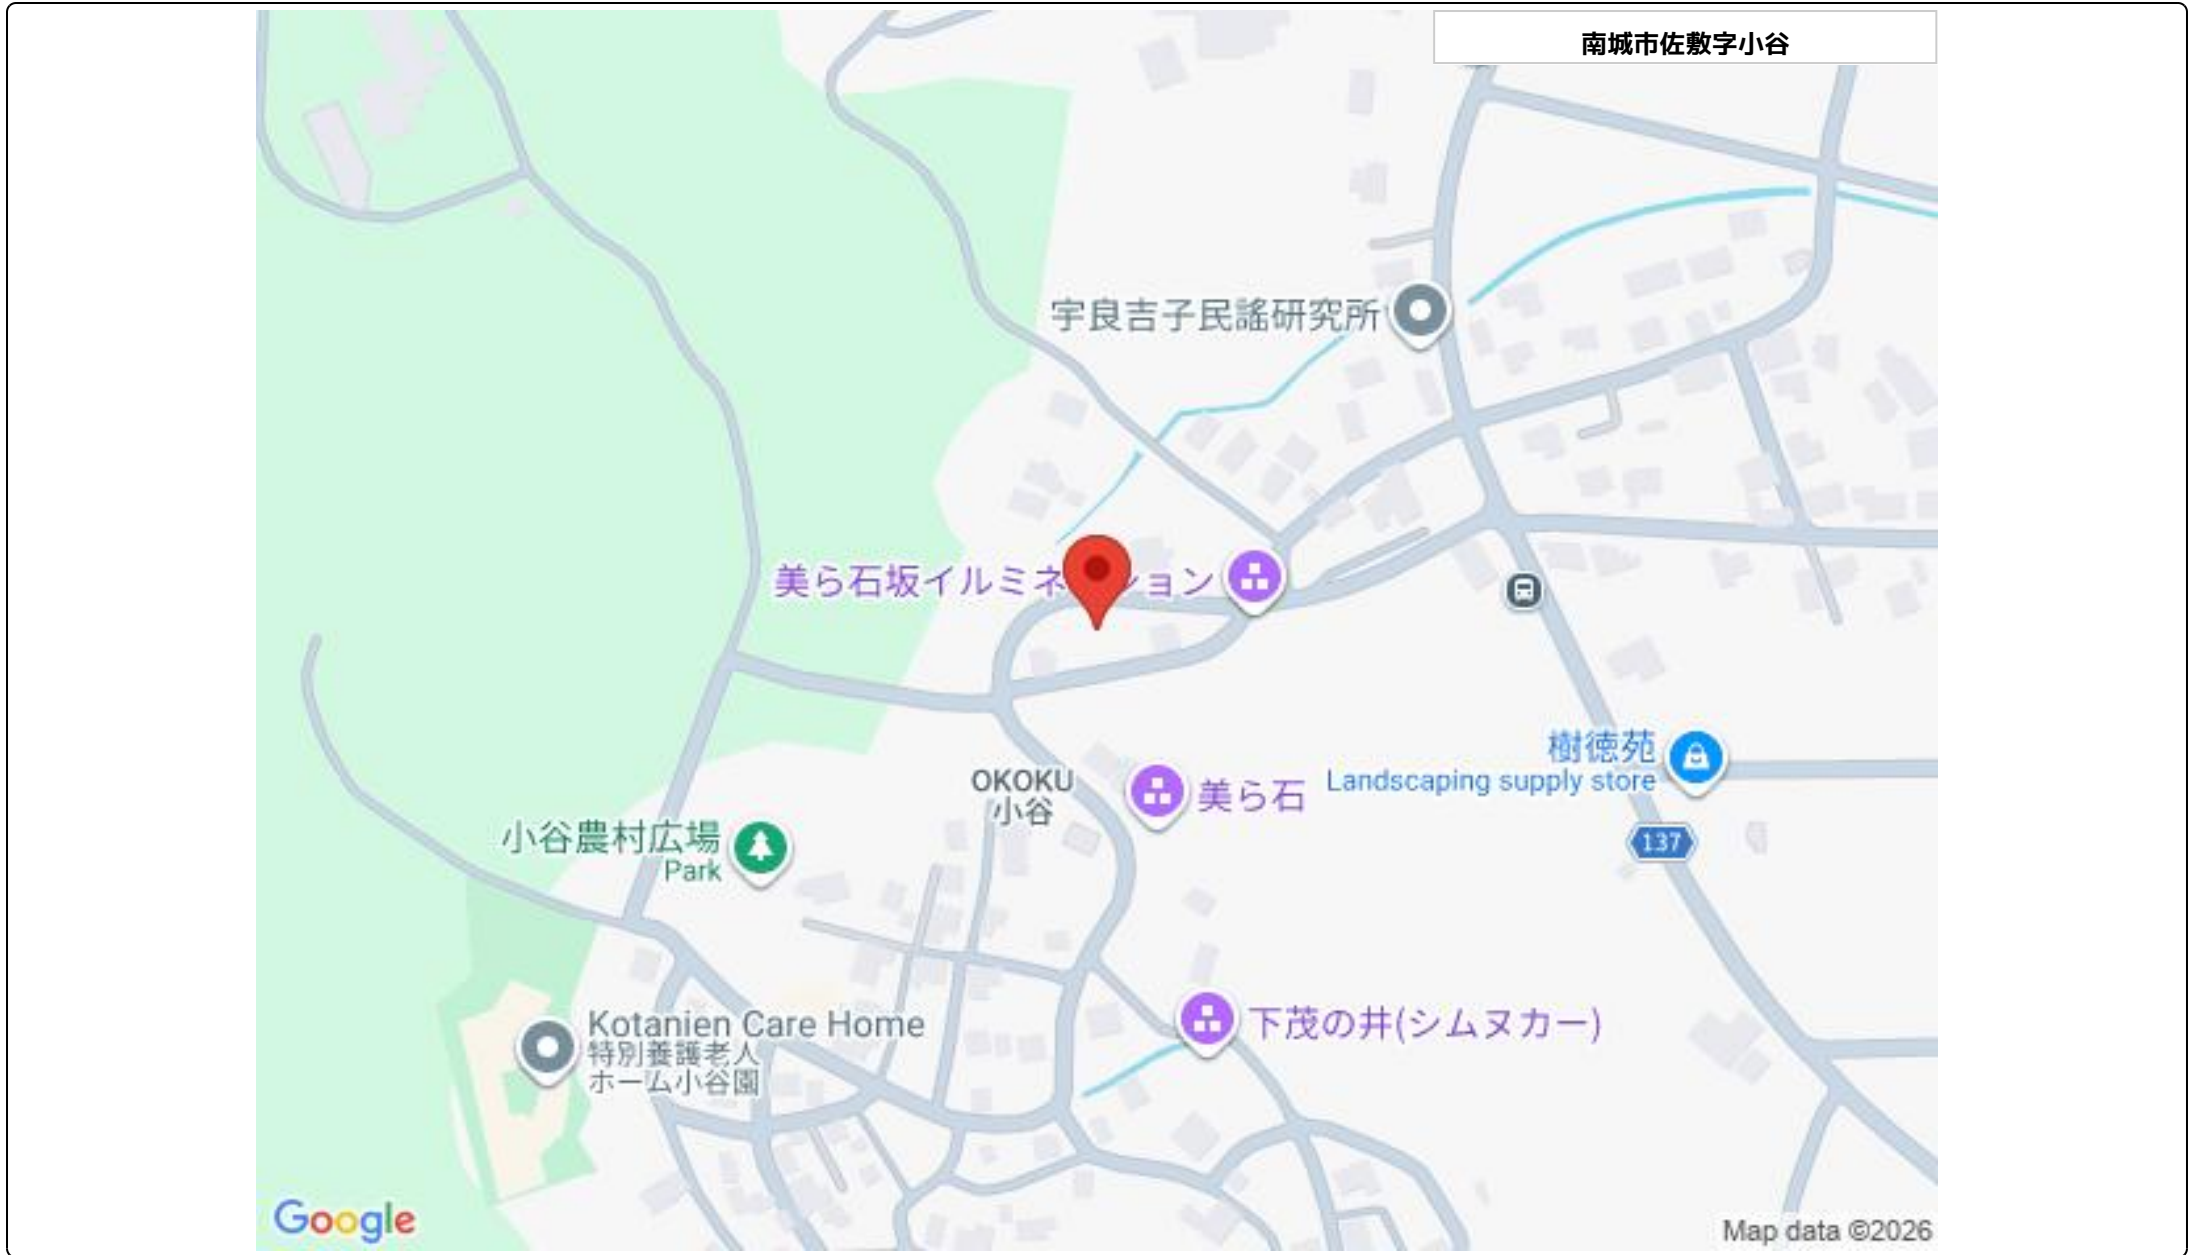 南城市佐敷字小谷
宇良吉子民謡研究所
美ら石坂イルミネ
ション
樹徳苑
Landscaping supply store
OKOKU
小谷
美ら石
小谷農村広場
Park
137
Kotanien Care Home
特別養護老人
ホーム小谷園
下茂の井(シムヌカー)
Google
Map data ©2026